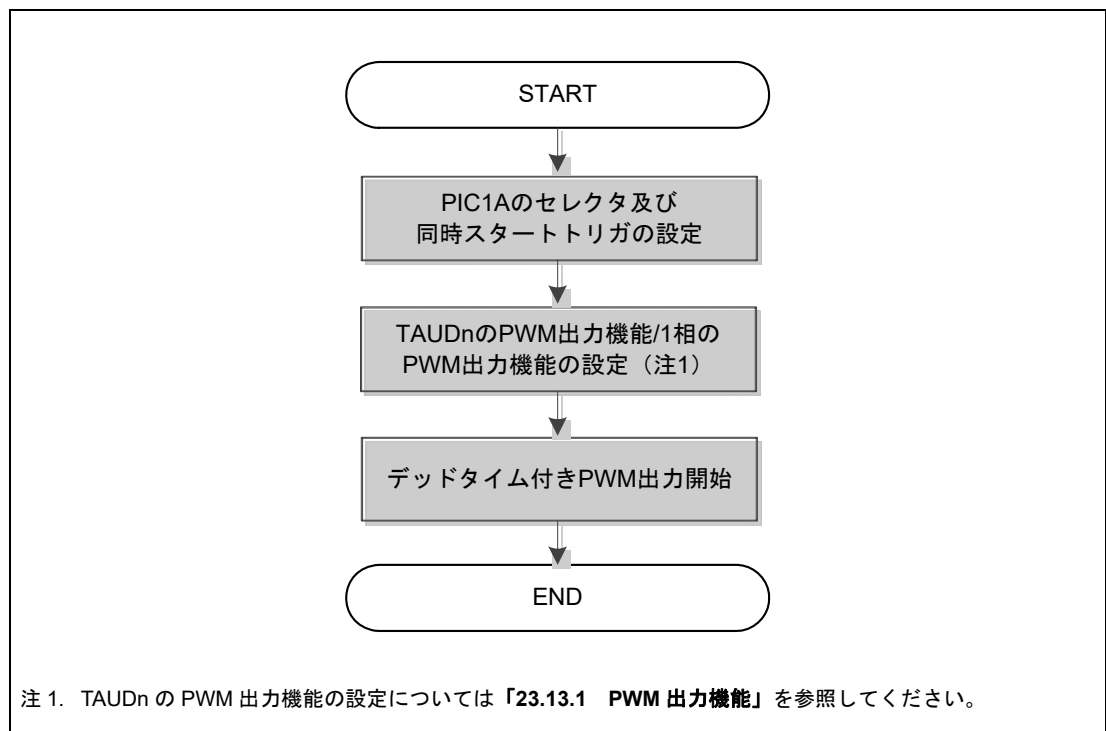 START
PIC1Aのセレクタ及び
同時スタートトリガの設定
TAUDnのPWM出力機能/1相の
PWM出力機能の設定（注1）
デッドタイム付きPWM出力開始
END
注 1. TAUDn の PWM 出力機能の設定については「23.13.1　PWM 出力機能」を参照してください。